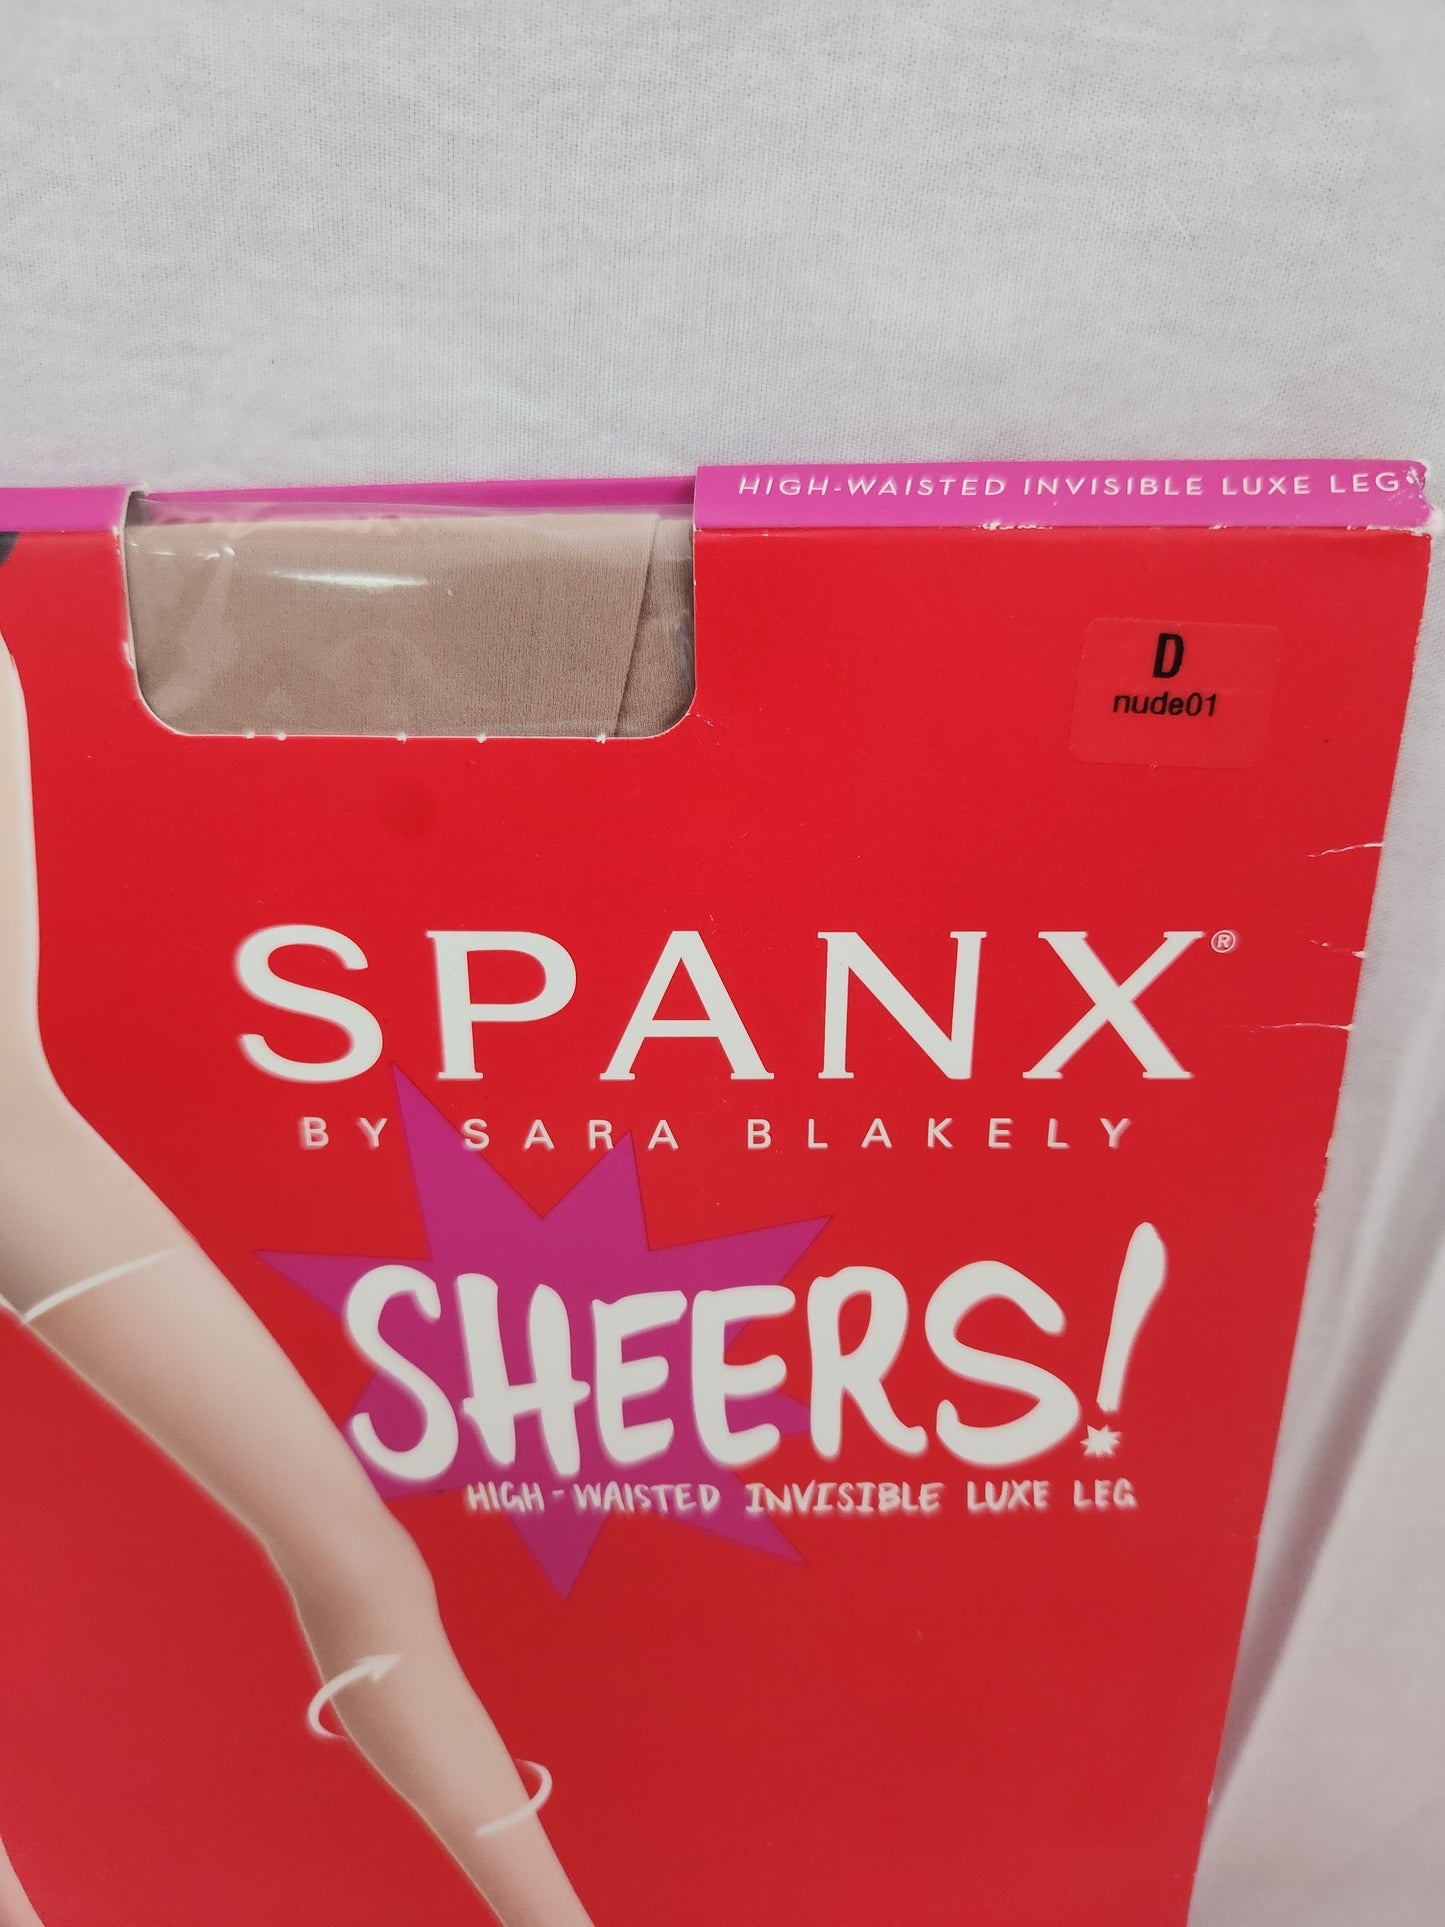 HIGH-WAISTED INVISIBLE LUXE LEG
D
nude01
SPANX®
BY SARA BLAKELY
SHEERS!
HIGH-WAISTED INVISIBLE LUXE LEG